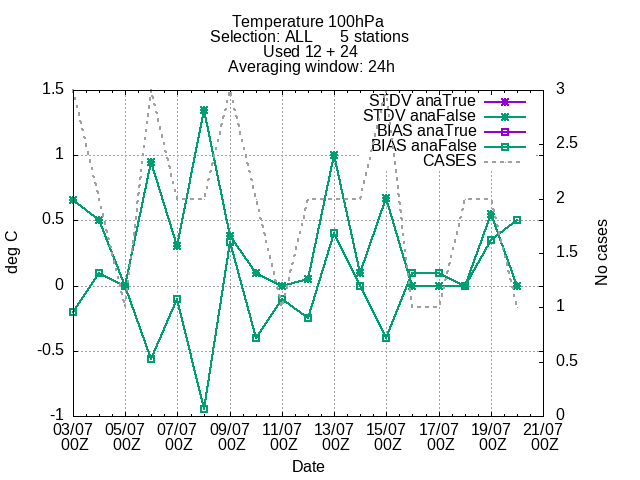 Temperature 100hPa
Selection: ALL 5 stations
Used 12 + 24
Averaging window: 24h
STDV anaTrue
STDV anaFalse
BIAS anaTrue
BIAS anaFalse
CASES
1.5
1
0.5
0
-0.5
-1
deg C
3
2.5
2
1.5
1
0.5
0
No cases
03/07 05/07 07/07 09/07 11/07 13/07 15/07 17/07 19/07 21/07
00Z 00Z 00Z 00Z 00Z 00Z 00Z 00Z 00Z 00Z
Date